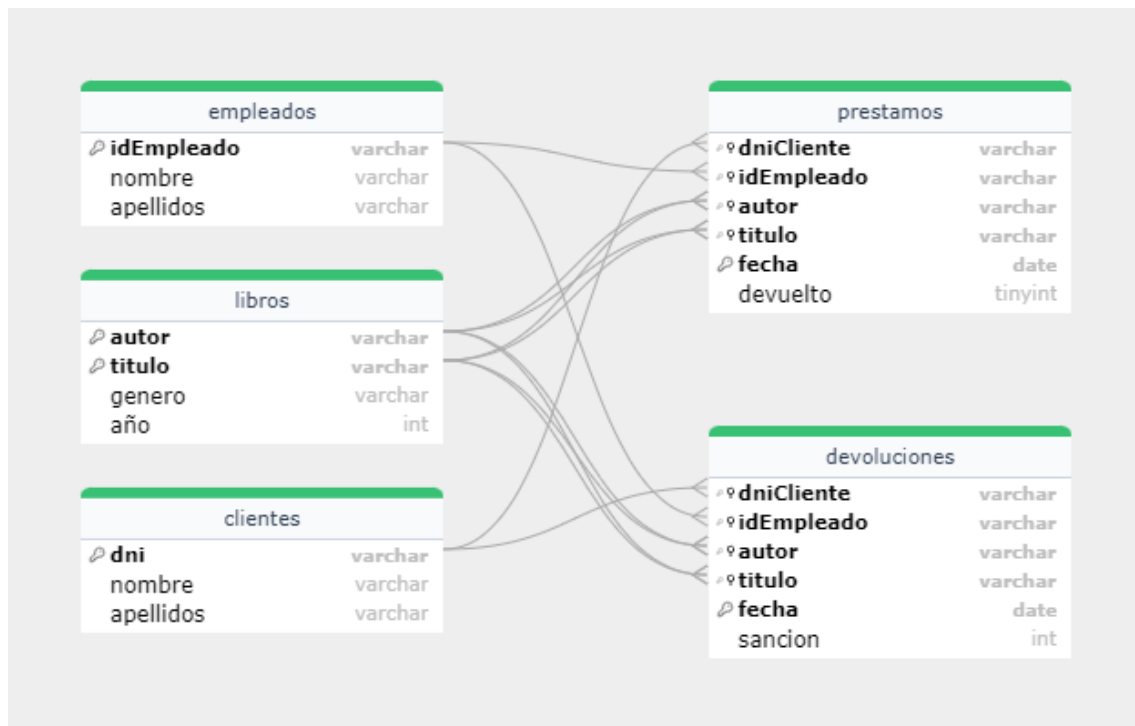 empleados
idEmpleado varchar
nombre varchar
apellidos varchar
libros
autor varchar
titulo varchar
genero varchar
año int
clientes
dni varchar
nombre varchar
apellidos varchar
prestamos
dniCliente varchar
idEmpleado varchar
autor varchar
titulo varchar
fecha date
devuelto tinyint
devoluciones
dniCliente varchar
idEmpleado varchar
autor varchar
titulo varchar
fecha date
sancion int